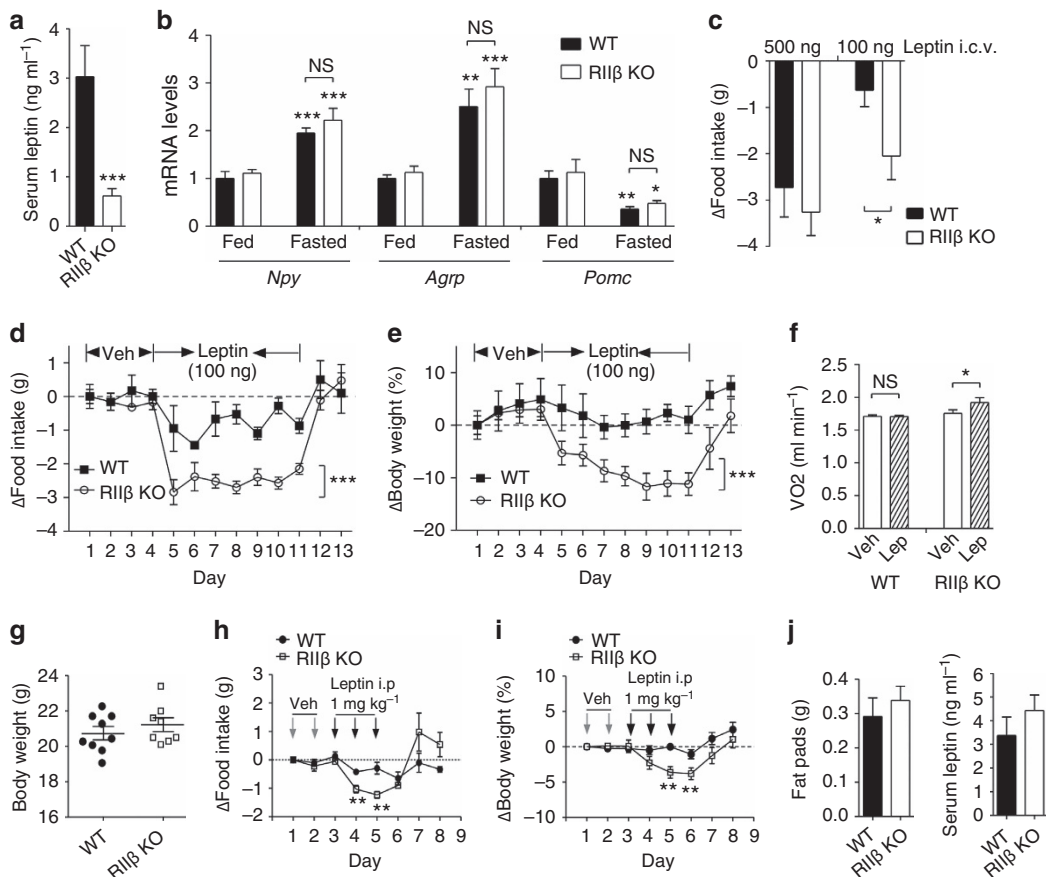 a
Serum leptin (ng ml⁻¹)
4
3
2
1
0
***
WT
RIIβ KO
b
mRNA levels
4
3
2
1
0
WT
RIIβ KO
NS
***
***
NS
**
***
NS
**
*
Fed
Fasted
Fed
Fasted
Fed
Fasted
Npy
Agrp
Pomc
c
500 ng
100 ng
Leptin i.c.v.
ΔFood intake (g)
0
−1
−2
−3
−4
*
WT
RIIβ KO
d
Veh
Leptin
(100 ng)
ΔFood intake (g)
1
0
−1
−2
−3
−4
WT
RIIβ KO
***
1 2 3 4 5 6 7 8 9 10 11 12 13
Day
e
Veh
Leptin
(100 ng)
ΔBody weight (%)
10
0
−10
−20
WT
RIIβ KO
***
1 2 3 4 5 6 7 8 9 10 11 12 13
Day
f
VO2 (ml min⁻¹)
2.5
2.0
1.5
1.0
0.5
0.0
NS
*
Veh
Lep
Veh
Lep
WT
RIIβ KO
g
Body weight (g)
24
22
20
18
16
WT
RIIβ KO
h
WT
RIIβ KO
ΔFood intake (g)
3
2
1
0
−1
−2
Veh
Leptin i.p
1 mg kg⁻¹
**
**
1 2 3 4 5 6 7 8 9
Day
i
WT
RIIβ KO
ΔBody weight (%)
10
5
0
−5
−10
Veh
Leptin i.p
1 mg kg⁻¹
**
**
1 2 3 4 5 6 7 8 9
Day
j
Fat pads (g)
0.4
0.3
0.2
0.1
0.0
WT
RIIβ KO
Serum leptin (ng ml⁻¹)
6
5
4
3
2
1
0
WT
RIIβ KO